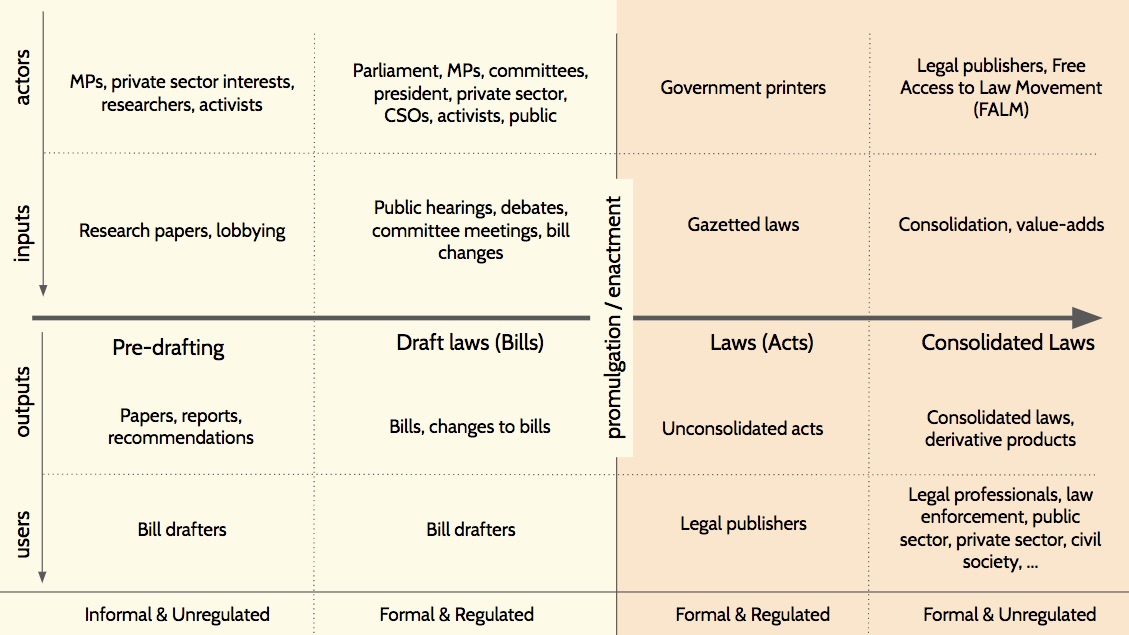 actors
MPs, private sector interests,
researchers, activists
Parliament, MPs, committees,
president, private sector,
CSOs, activists, public
Government printers
Legal publishers, Free
Access to Law Movement
(FALM)
inputs
Research papers, lobbying
Public hearings, debates,
committee meetings, bill
changes
Gazetted laws
Consolidation, value-adds
promulgation / enactment
Pre-drafting
Draft laws (Bills)
Laws (Acts)
Consolidated Laws
outputs
Papers, reports,
recommendations
Bills, changes to bills
Unconsolidated acts
Consolidated laws,
derivative products
users
Bill drafters
Bill drafters
Legal publishers
Legal professionals, law
enforcement, public
sector, private sector, civil
society, ...
Informal & Unregulated
Formal & Regulated
Formal & Regulated
Formal & Unregulated